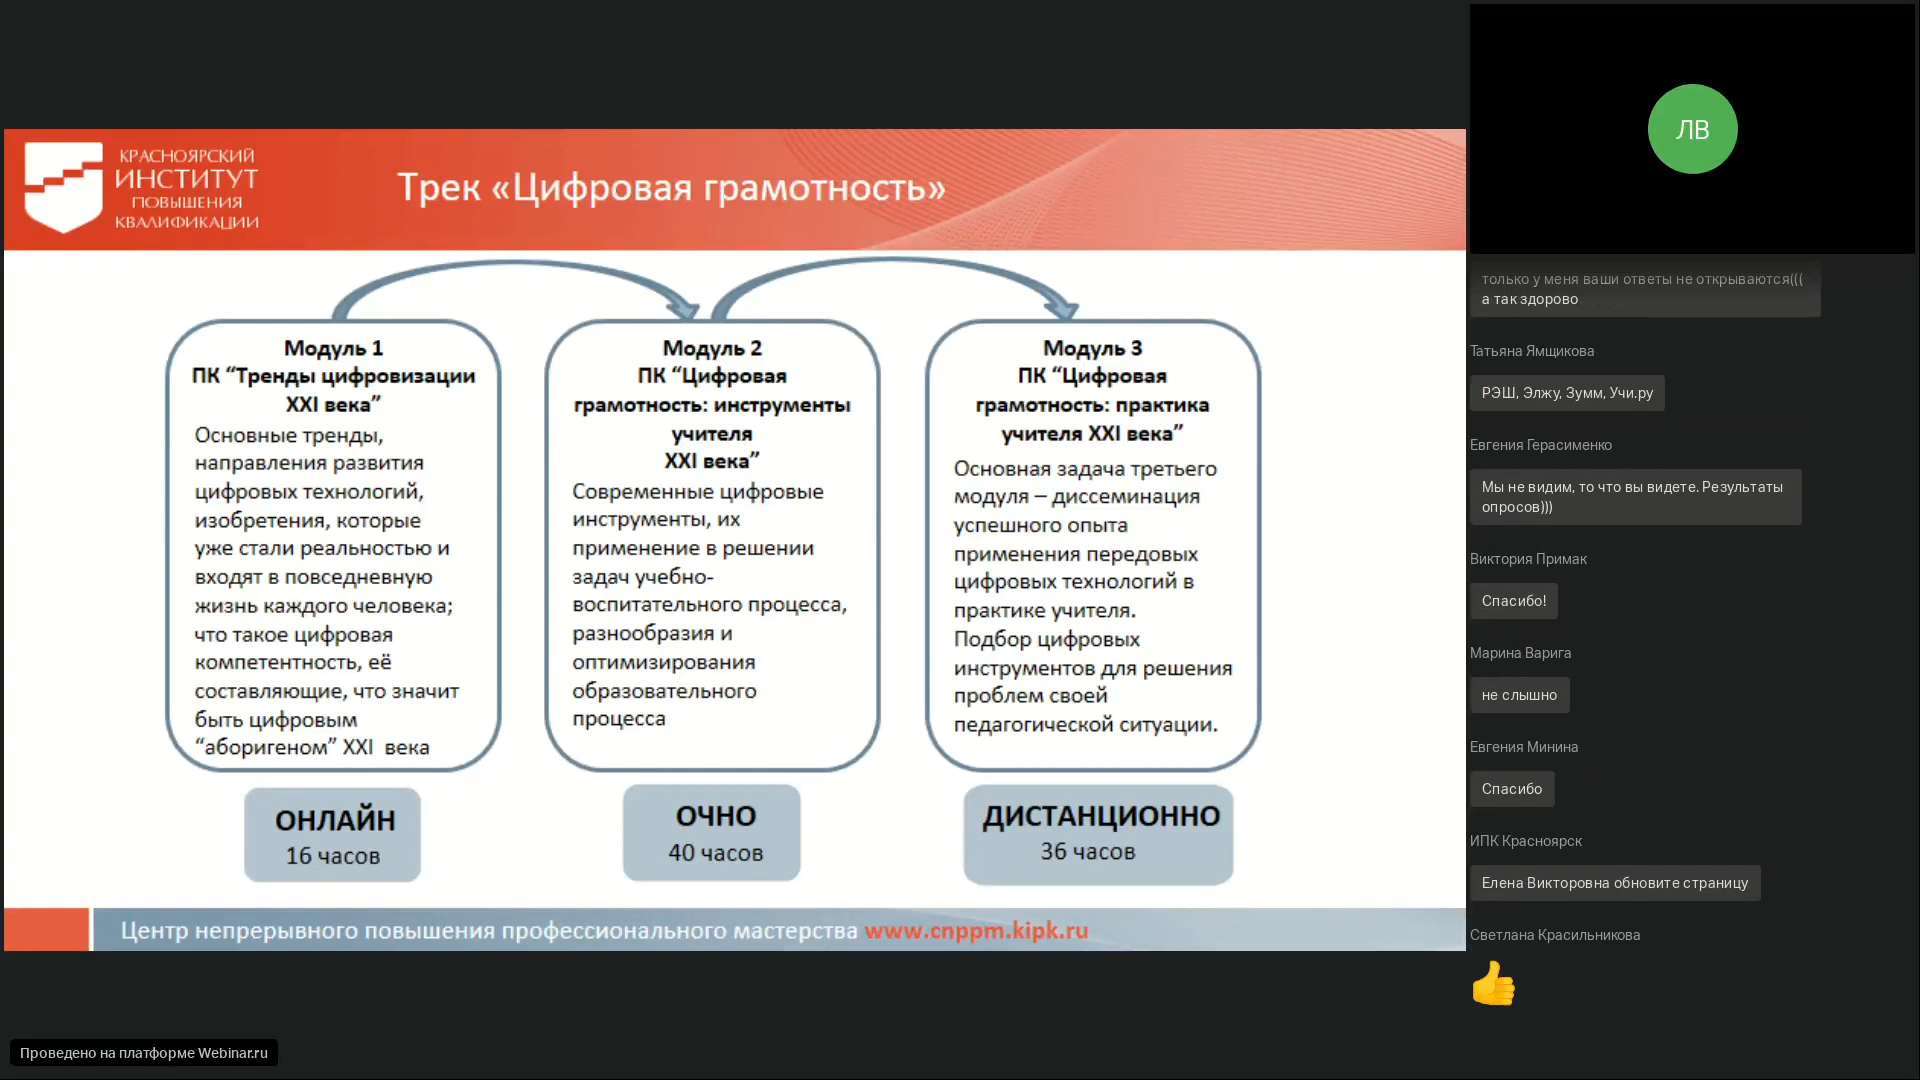 КРАСНОЯРСКИЙ
ИНСТИТУТ
ПОВЫШЕНИЯ
КВАЛИФИКАЦИИ
Трек «Цифровая грамотность»
Модуль 1
ПК “Тренды цифровизации
XXI века”
Основные тренды,
направления развития
цифровых технологий,
изобретения, которые
уже стали реальностью и
входят в повседневную
жизнь каждого человека;
что такое цифровая
компетентность, её
составляющие, что значит
быть цифровым
“аборигеном” XXI века
ОНЛАЙН
16 часов
Модуль 2
ПК “Цифровая
грамотность: инструменты
учителя
XXI века”
Современные цифровые
инструменты, их
применение в решении
задач учебно-
воспитательного процесса,
разнообразия и
оптимизирования
образовательного
процесса
ОЧНО
40 часов
Модуль 3
ПК “Цифровая
грамотность: практика
учителя XXI века”
Основная задача третьего
модуля – диссеминация
успешного опыта
применения передовых
цифровых технологий в
практике учителя.
Подбор цифровых
инструментов для решения
проблем своей
педагогической ситуации.
ДИСТАНЦИОННО
36 часов
Центр непрерывного повышения профессионального мастерства www.cnppm.kipk.ru
Проведено на платформе Webinar.ru
ЛВ
только у меня ваши ответы не открываются(((
а так здорово
Татьяна Ямщикова
РЭШ, Элжу, Зумм, Учи.ру
Евгения Герасименко
Мы не видим, то что вы видете. Результаты
опросов)))
Виктория Примак
Спасибо!
Марина Варига
не слышно
Евгения Минина
Спасибо
ИПК Красноярск
Елена Викторовна обновите страницу
Светлана Красильникова